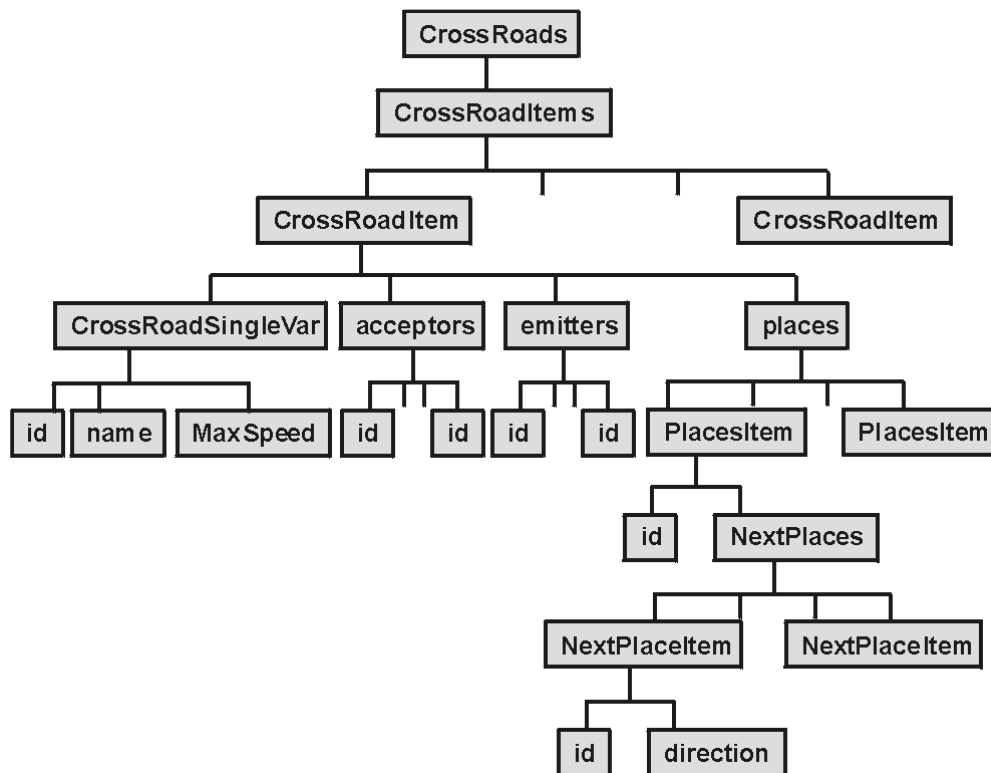 CrossRoads
CrossRoadItems
CrossRoadItem CrossRoadItem
CrossRoadSingleVar acceptors emitters places
id name MaxSpeed id id id id PlacesItem PlacesItem
id NextPlaces
NextPlaceItem NextPlaceItem
id direction